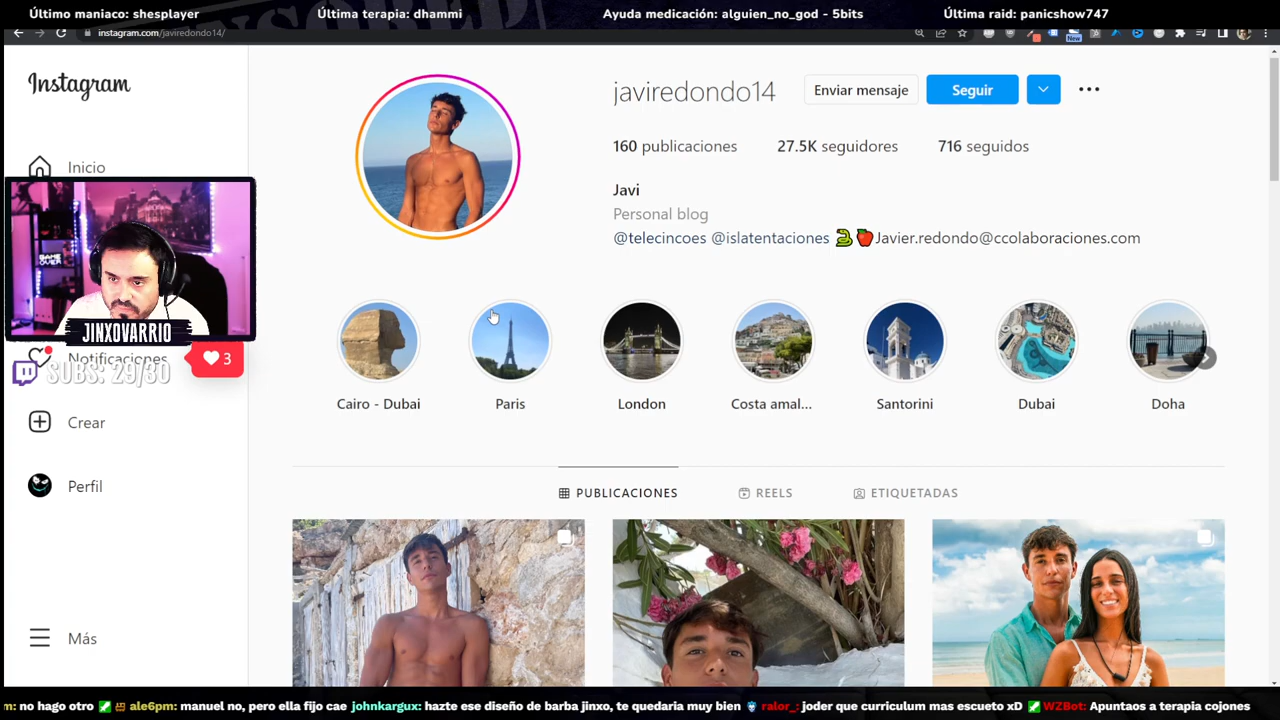 Último maniaco: shesplayer
Última terapia: dhammi
Ayuda medicación: alguien_no_god - 5bits
Última raid: panicshow747
instagram.com/javiredondo14/
New
Instagram
javiredondo14
Enviar mensaje
Seguir
160 publicaciones
27.5K seguidores
716 seguidos
Javi
Personal blog
@telecincoes @islatentaciones 🐍🍎Javier.redondo@ccolaboraciones.com
Inicio
GAME OVER
JINXOVARRIO
Notificaciones
3
SUBS: 29/30
Crear
Perfil
Más
Cairo - Dubai
Paris
London
Costa amal...
Santorini
Dubai
Doha
PUBLICACIONES
REELS
ETIQUETADAS
m: no hago otro ale6pm: manuel no, pero ella fijo cae johnkargux: hazte ese diseño de barba jinxo, te quedaria muy bien ralor_: joder que curriculum mas escueto xD WZBot: Apuntaos a terapia cojones